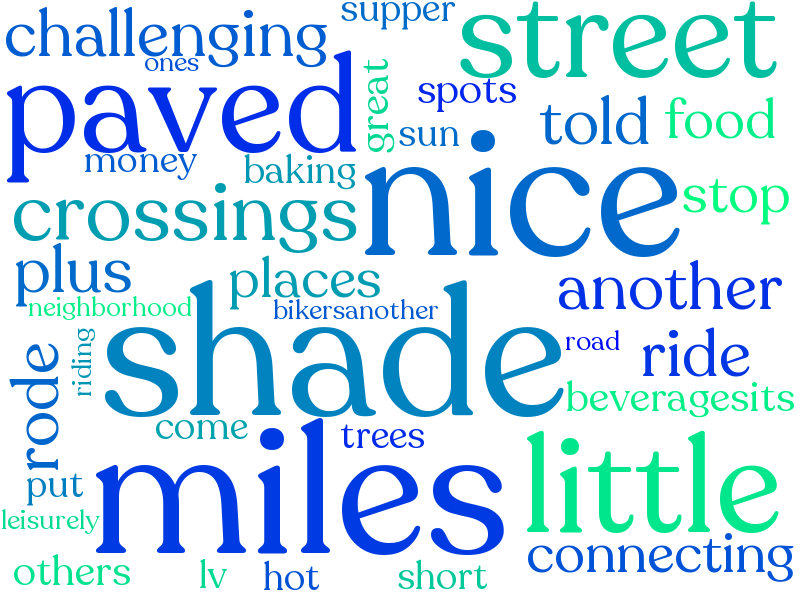 supper
challenging
street
ones
paved
great
spots
told
food
sun
money
baking
nice
stop
crossings
plus
places
another
neighborhood
bikersanother
shade
road
ride
riding
rode
beveragesits
come
trees
miles
little
put
leisurely
connecting
others
lv
hot
short